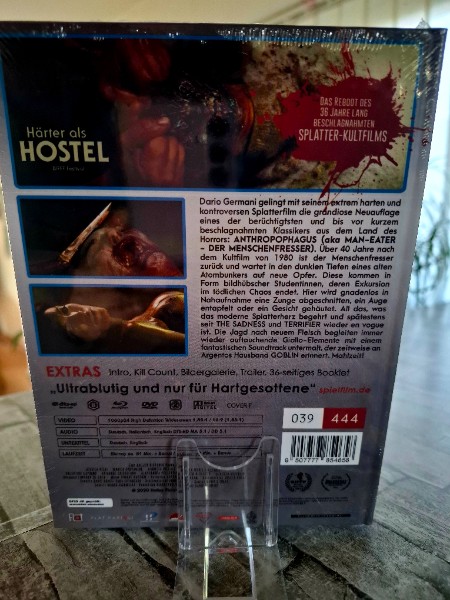 DAS REBOOT DES
36 JAHRE LANG
BESCHLAGNAHMTEN
SPLATTER-KULTFILMS
Härter als
HOSTEL
Dario Germani gelingt mit seinem extrem harten und
kontroversen Splatterfilm die grandiose Neuauflage
eines der berüchtigtsten und bis vor kurzem
beschlagnahmten Klassikers aus dem Land des
Horrors: ANTHROPOPHAGUS (aka MAN-EATER
- DER MENSCHENFRESSER). Über 40 Jahre nach
dem Kultfilm von 1980 ist der Menschenfresser
zurück und wartet in den dunklen Tiefen eines alten
Atombunkers auf neue Opfer. Diese kommen in
Form bildhübscher Studentinnen, deren Exkursion
im tödlichen Chaos endet. Hier wird gnadenlos in
Nahaufnahme eine Zunge abgeschnitten, ein Auge
entapfelt oder ein Gesicht gehäutet. All das, was
das moderne Splatterherz begehrt und spätestens
seit THE SADNESS und TERRIFIER wieder en vogue
ist. Die Jagd nach neuem Fleisch begleiten immer
wieder auftauchende Giallo-Elemente mit einem
fantastischen Soundtrack untermalt, der zeitweise an
Argentos Hausband GOBLIN erinnert. Mahlzeit!
EXTRAS Intro, Kill Count, Bildergalerie, Trailer, 36-seitiges Booklet
„Ultrablutig und nur für Hartgesottene" spielfilm.de
COVER F
039 444
VIDEO
AUDIO
UNTERTITEL Deutsch, Englisch
LAUFZEIT